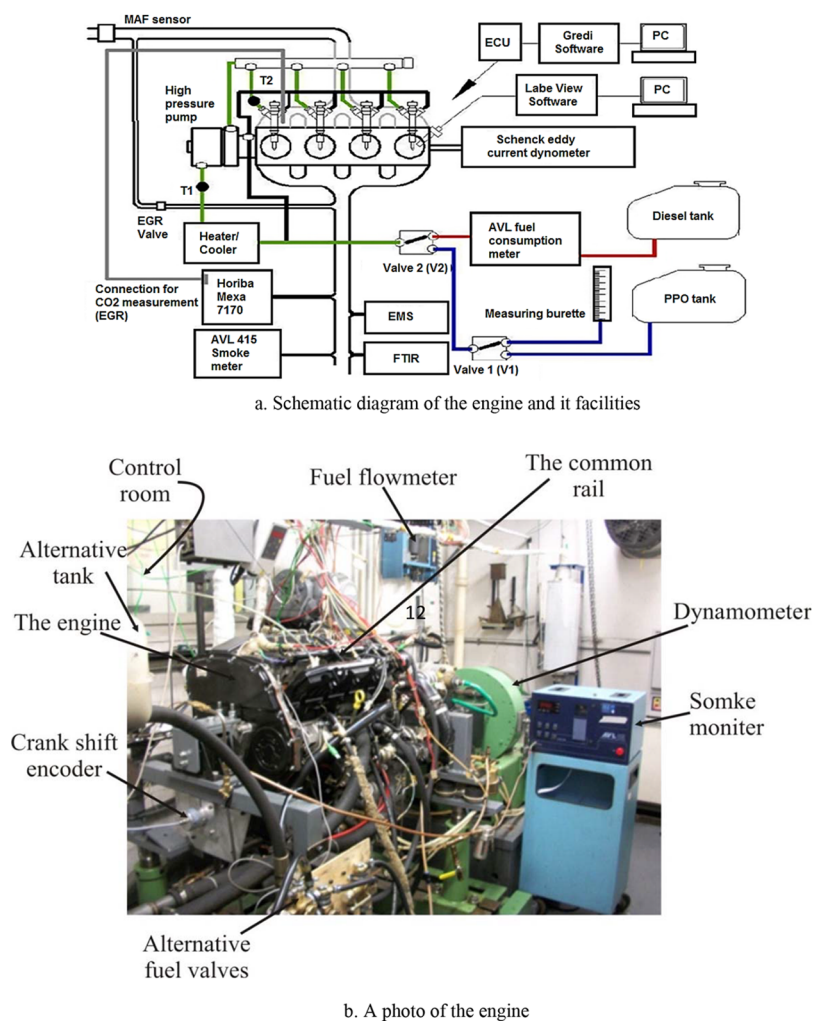 MAF sensor
ECU
Gredi
Software
PC
T2
High
pressure
pump
Labe View
Software
PC
Schenck eddy
current dynometer
T1
EGR
Valve
Heater/
Cooler
AVL fuel
consumption
meter
Diesel tank
Valve 2 (V2)
Connection for
CO2 measurement
(EGR)
Horiba
Mexa
7170
Measuring burette
PPO tank
EMS
AVL 415
Smoke
meter
FTIR
Valve 1 (V1)
a. Schematic diagram of the engine and it facilities
Control
room
Fuel flowmeter
The common
rail
Alternative
tank
The engine
12
Dynamometer
Somke
moniter
Crank shift
encoder
Alternative
fuel valves
b. A photo of the engine